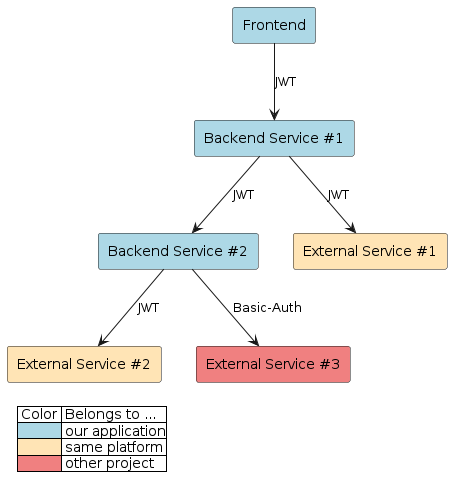 Frontend
JWT
Backend Service #1
JWT
JWT
Backend Service #2
External Service #1
JWT
Basic-Auth
External Service #2
External Service #3
Color Belongs to ...
our application
same platform
other project